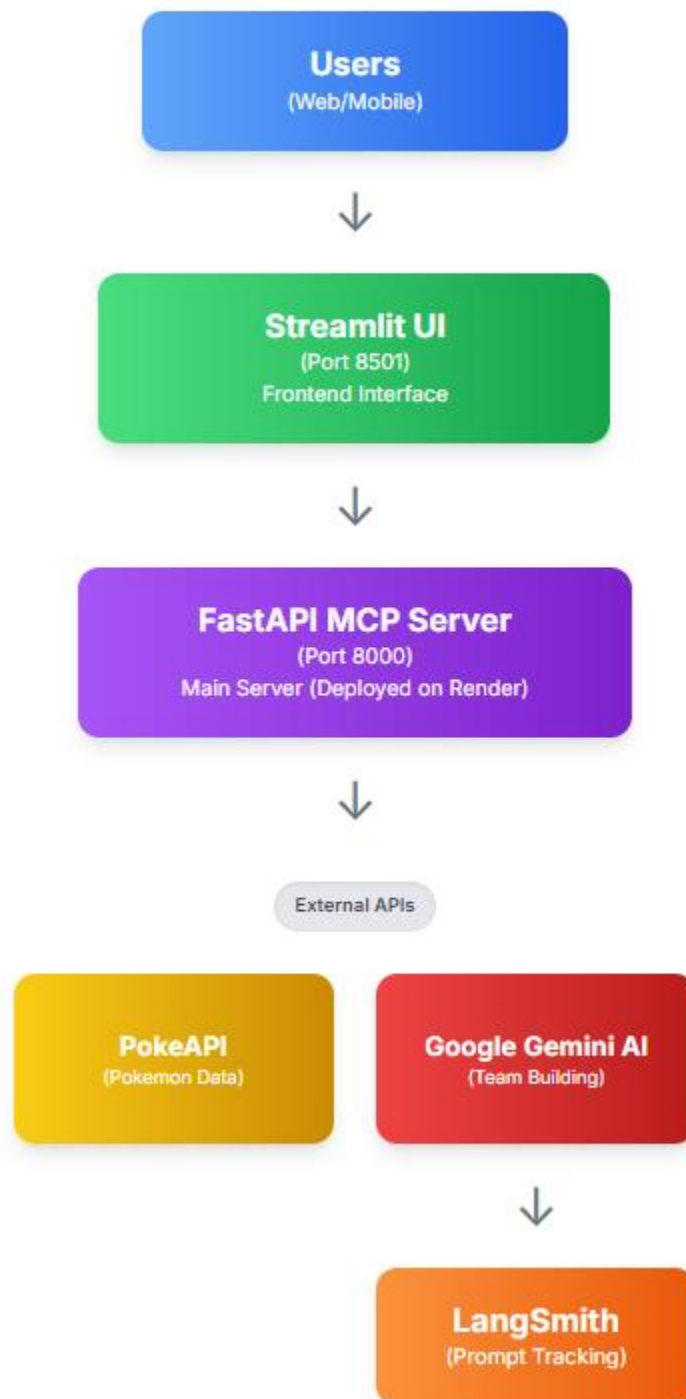 Users
(Web/Mobile)
Streamlit UI
(Port 8501)
Frontend Interface
FastAPI MCP Server
(Port 8000)
Main Server (Deployed on Render)
External APIs
PokeAPI
(Pokemon Data)
Google Gemini AI
(Team Building)
LangSmith
(Prompt Tracking)